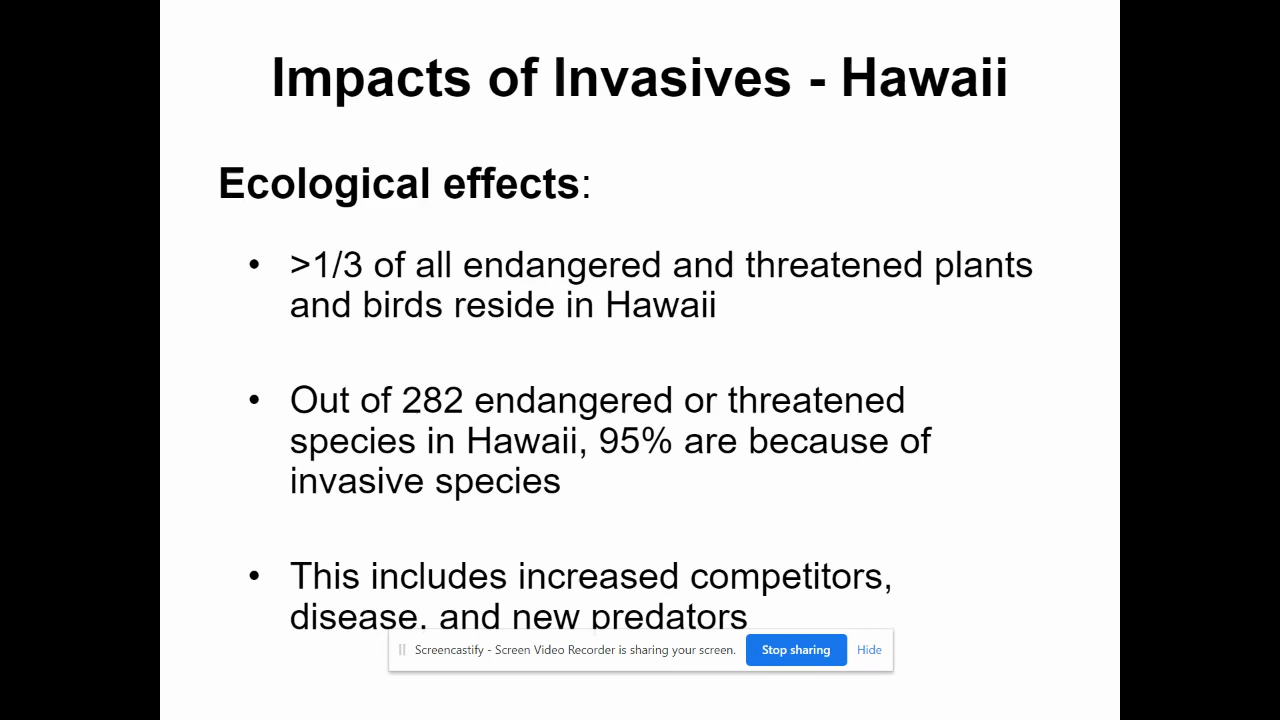 Impacts of Invasives - Hawaii
Ecological effects:
• >1/3 of all endangered and threatened plants
and birds reside in Hawaii
• Out of 282 endangered or threatened
species in Hawaii, 95% are because of
invasive species
• This includes increased competitors,
disease, and new predators
Screencastify - Screen Video Recorder is sharing your screen. Stop sharing Hide